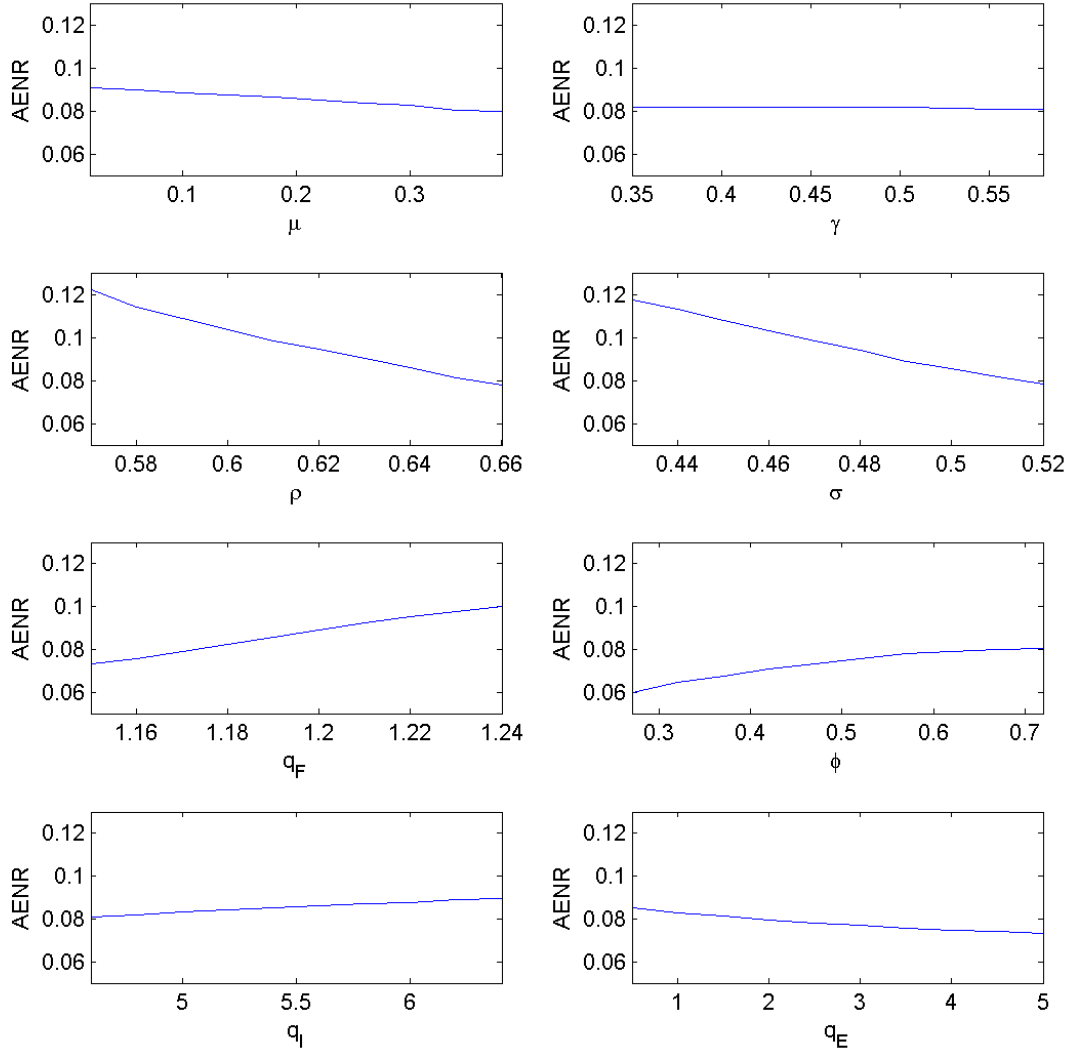 0.12
0.1
0.08
0.06
AENR
0.1 0.2 0.3
μ
0.12
0.1
0.08
0.06
AENR
0.35 0.4 0.45 0.5 0.55
γ
0.12
0.1
0.08
0.06
AENR
0.58 0.6 0.62 0.64 0.66
ρ
0.12
0.1
0.08
0.06
AENR
0.44 0.46 0.48 0.5 0.52
σ
0.12
0.1
0.08
0.06
AENR
1.16 1.18 1.2 1.22 1.24
q_F
0.12
0.1
0.08
0.06
AENR
0.3 0.4 0.5 0.6 0.7
ϕ
0.12
0.1
0.08
0.06
AENR
5 5.5 6
q_I
0.12
0.1
0.08
0.06
AENR
1 2 3 4 5
q_E